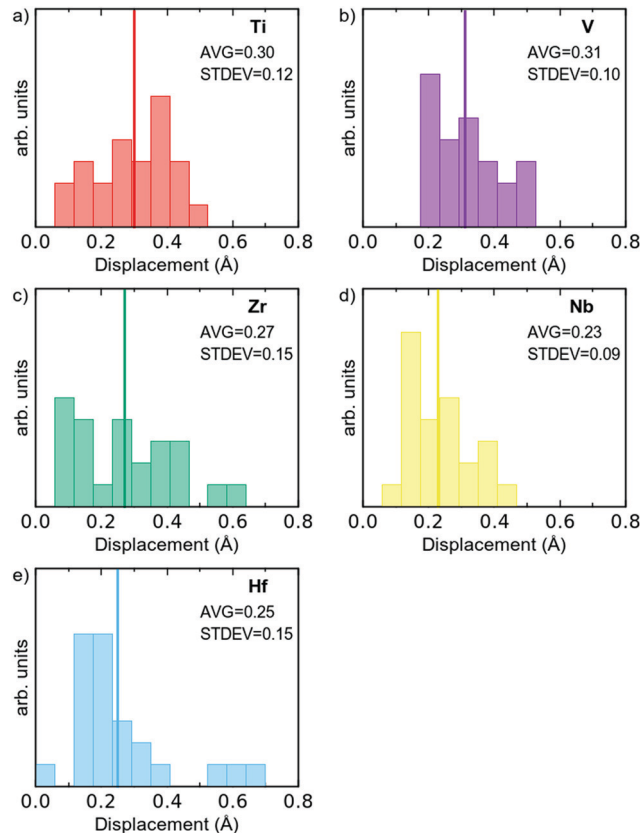 a)
Ti
AVG=0.30
STDEV=0.12
arb. units
0.0 0.2 0.4 0.6 0.8
Displacement (Å)
b)
V
AVG=0.31
STDEV=0.10
arb. units
0.0 0.2 0.4 0.6 0.8
Displacement (Å)
c)
Zr
AVG=0.27
STDEV=0.15
arb. units
0.0 0.2 0.4 0.6 0.8
Displacement (Å)
d)
Nb
AVG=0.23
STDEV=0.09
arb. units
0.0 0.2 0.4 0.6 0.8
Displacement (Å)
e)
Hf
AVG=0.25
STDEV=0.15
arb. units
0.0 0.2 0.4 0.6 0.8
Displacement (Å)